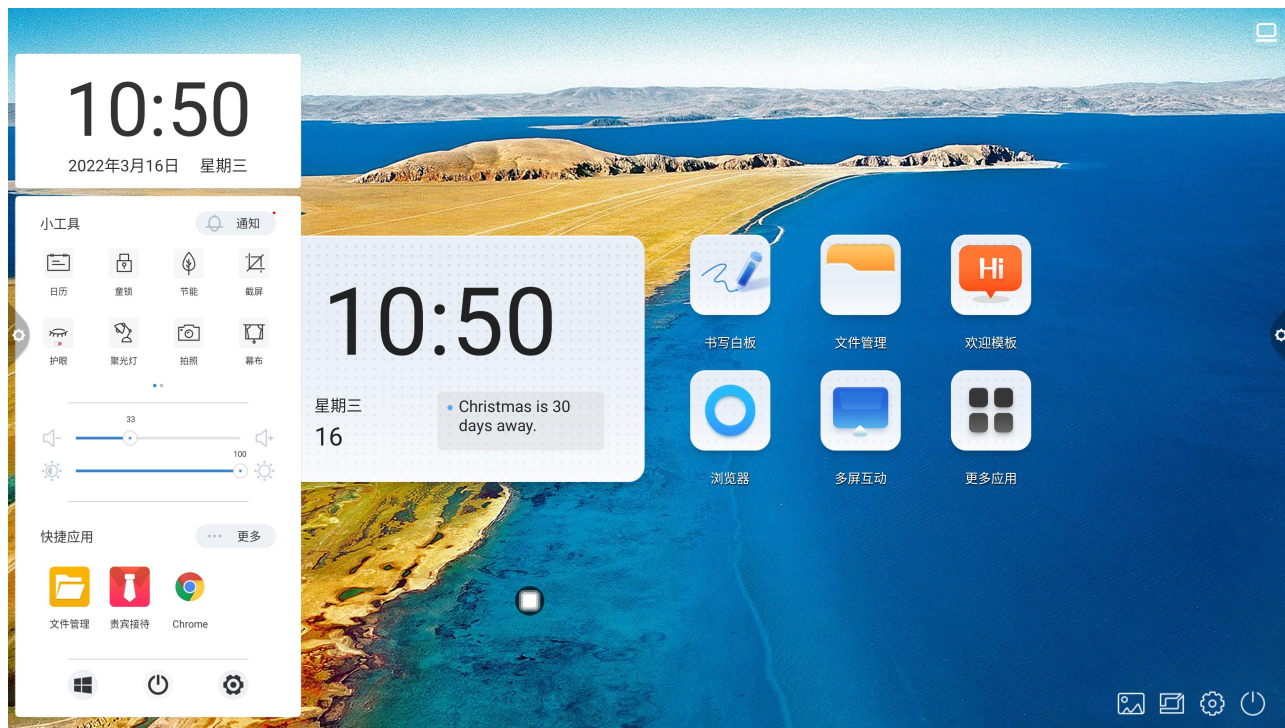 10:50
2022年3月16日 星期三
小工具
通知
日历 童锁 节能 截屏
护眼 聚光灯 拍照 幕布
33
100
快捷应用
更多
文件管理 贵宾接待 Chrome
10:50
星期三
16
Christmas is 30
days away.
Hi
书写白板 文件管理 欢迎模板
浏览器 多屏互动 更多应用